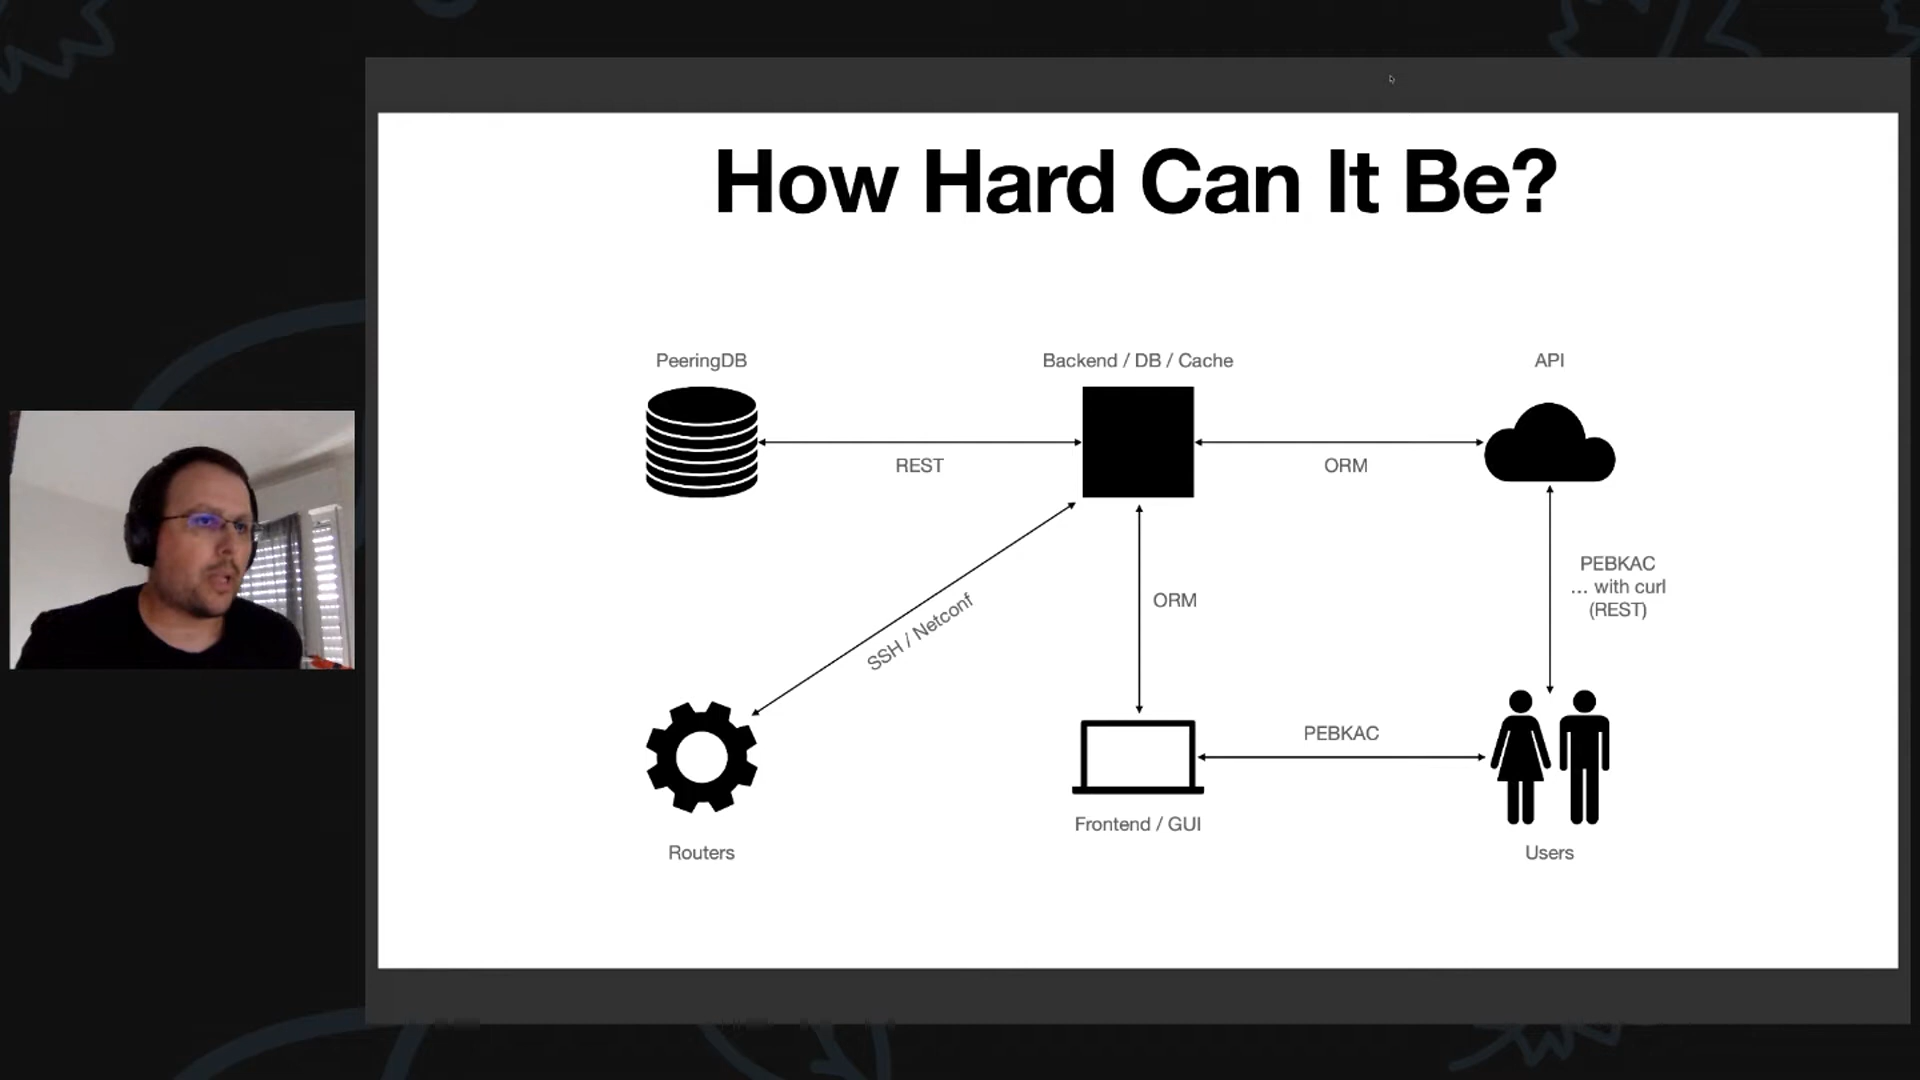 How Hard Can It Be?
PeeringDB
Backend / DB / Cache
API
REST
ORM
PEBKAC
... with curl
(REST)
SSH / Netconf
ORM
PEBKAC
Frontend / GUI
Routers
Users